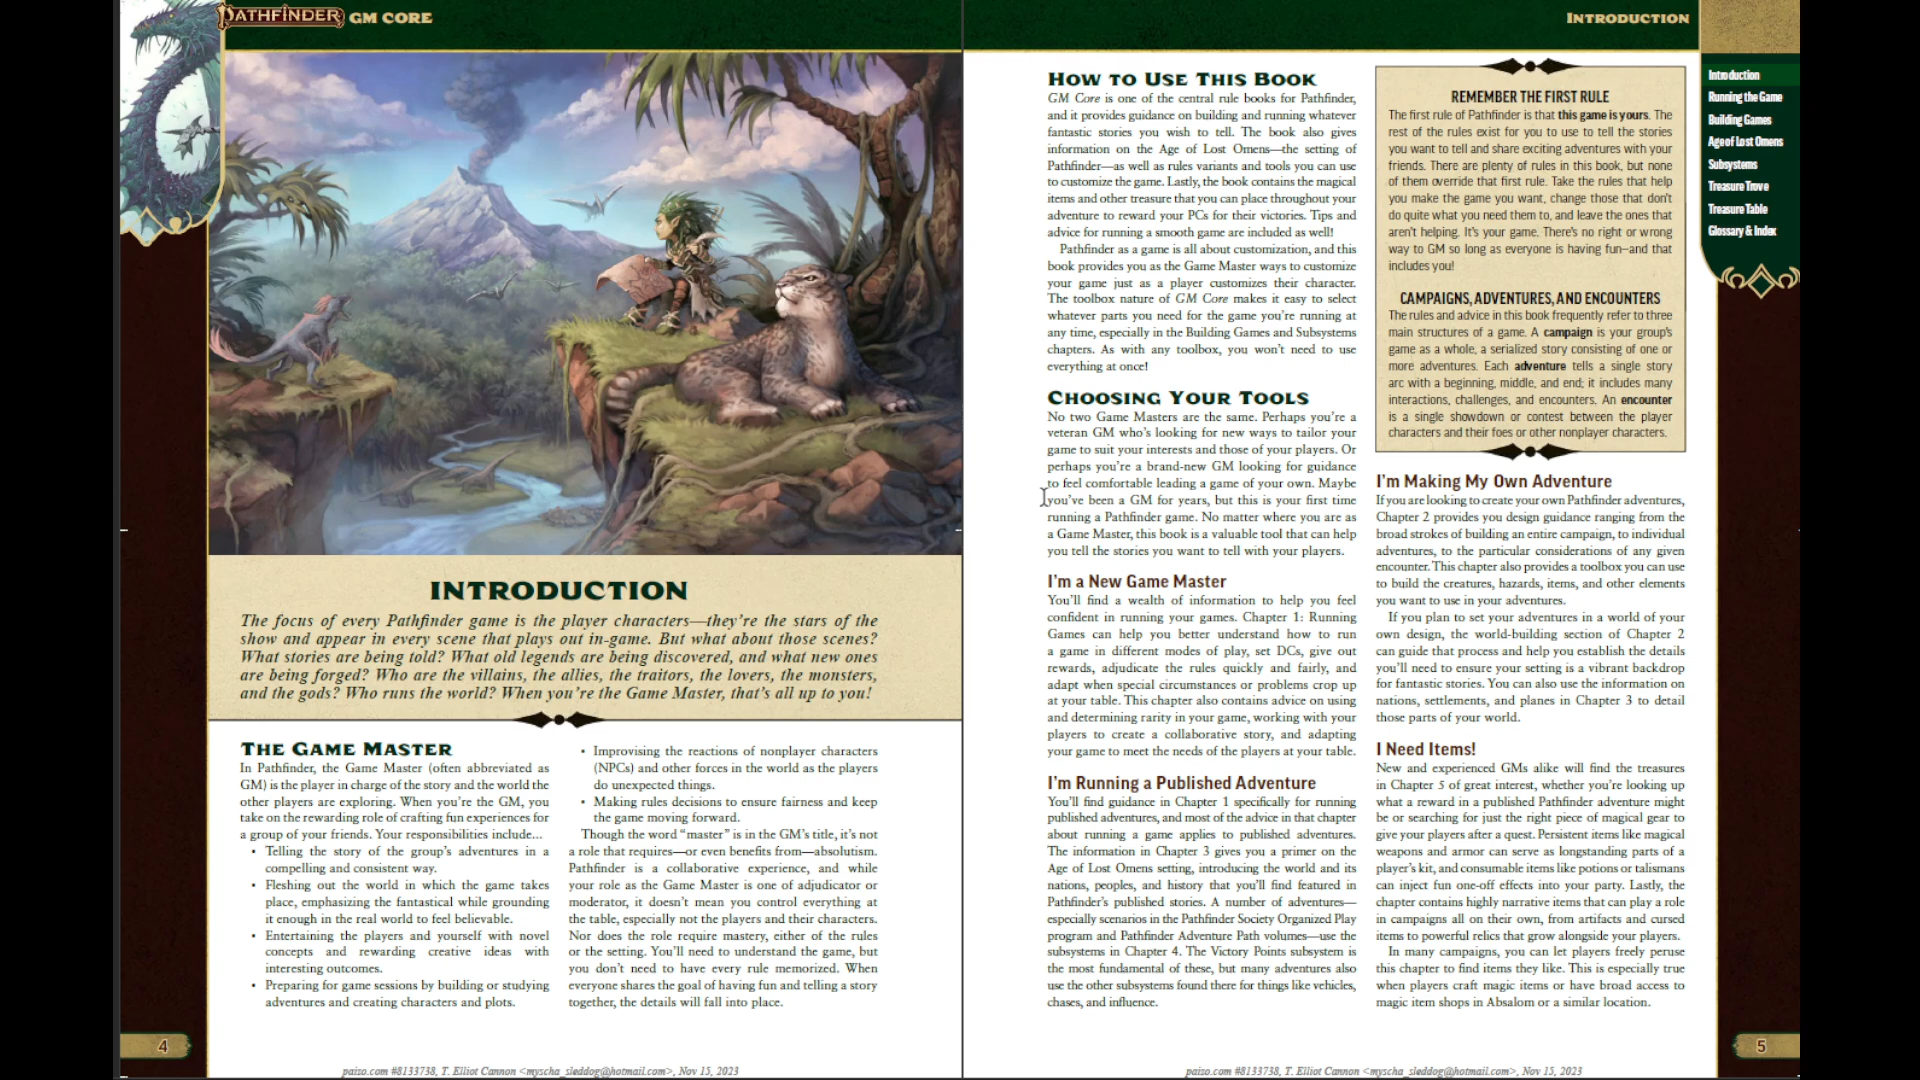 PATHFINDER GM CORE
INTRODUCTION
The focus of every Pathfinder game is the player characters—they're the stars of the
show and appear in every scene that plays out in-game. But what about those scenes?
What stories are being told? What old legends are being discovered, and what new ones
are being forged? Who are the villains, the allies, the traitors, the lovers, the monsters,
and the gods? Who runs the world? When you're the Game Master, that's all up to you!
THE GAME MASTER
In Pathfinder, the Game Master (often abbreviated as
GM) is the player in charge of the story and the world the
other players are exploring. When you're the GM, you
take on the rewarding role of crafting fun experiences for
a group of your friends. Your responsibilities include...
• Telling the story of the group's adventures in a
compelling and consistent way.
• Fleshing out the world in which the game takes
place, emphasizing the fantastical while grounding
it enough in the real world to feel believable.
• Entertaining the players and yourself with novel
concepts and rewarding creative ideas with
interesting outcomes.
• Preparing for game sessions by building or studying
adventures and creating characters and plots.
• Improvising the reactions of nonplayer characters
(NPCs) and other forces in the world as the players
do unexpected things.
• Making rules decisions to ensure fairness and keep
the game moving forward.
Though the word "master" is in the GM's title, it's not
a role that requires—or even benefits from—absolutism.
Pathfinder is a collaborative experience, and while
your role as the Game Master is one of adjudicator or
moderator, it doesn't mean you control everything at
the table, especially not the players and their characters.
Nor does the role require mastery, either of the rules
or the setting. You'll need to understand the game, but
you don't need to have every rule memorized. When
everyone shares the goal of having fun and telling a story
together, the details will fall into place.
4
paizo.com #8133738, T. Elliot Cannon <myscha_sleddog@hotmail.com>, Nov 15, 2023
INTRODUCTION
HOW TO USE THIS BOOK
GM Core is one of the central rule books for Pathfinder,
and it provides guidance on building and running whatever
fantastic stories you wish to tell. The book also gives
information on the Age of Lost Omens—the setting of
Pathfinder—as well as rules variants and tools you can use
to customize the game. Lastly, the book contains the magical
items and other treasure that you can place throughout your
adventure to reward your PCs for their victories. Tips and
advice for running a smooth game are included as well!
Pathfinder as a game is all about customization, and this
book provides you as the Game Master ways to customize
your game just as a player customizes their character.
The toolbox nature of GM Core makes it easy to select
whatever parts you need for the game you're running at
any time, especially in the Building Games and Subsystems
chapters. As with any toolbox, you won't need to use
everything at once!
CHOOSING YOUR TOOLS
No two Game Masters are the same. Perhaps you're a
veteran GM who's looking for new ways to tailor your
game to suit your interests and those of your players. Or
perhaps you're a brand-new GM looking for guidance
to feel comfortable leading a game of your own. Maybe
you've been a GM for years, but this is your first time
running a Pathfinder game. No matter where you are as
a Game Master, this book is a valuable tool that can help
you tell the stories you want to tell with your players.
I'm a New Game Master
You'll find a wealth of information to help you feel
confident in running your games. Chapter 1: Running
Games can help you better understand how to run
a game in different modes of play, set DCs, give out
rewards, adjudicate the rules quickly and fairly, and
adapt when special circumstances or problems crop up
at your table. This chapter also contains advice on using
and determining rarity in your game, working with your
players to create a collaborative story, and adapting
your game to meet the needs of the players at your table.
I'm Running a Published Adventure
You'll find guidance in Chapter 1 specifically for running
published adventures, and most of the advice in that chapter
about running a game applies to published adventures.
The information in Chapter 3 gives you a primer on the
Age of Lost Omens setting, introducing the world and its
nations, peoples, and history that you'll find featured in
Pathfinder's published stories. A number of adventures—
especially scenarios in the Pathfinder Society Organized Play
program and Pathfinder Adventure Path volumes—use the
subsystems in Chapter 4. The Victory Points subsystem is
the most fundamental of these, but many adventures also
use the other subsystems found there for things like vehicles,
chases, and influence.
REMEMBER THE FIRST RULE
The first rule of Pathfinder is that this game is yours. The
rest of the rules exist for you to use to tell the stories
you want to tell and share exciting adventures with your
friends. There are plenty of rules in this book, but none
of them override that first rule. Take the rules that help
you make the game you want, change those that don't
do quite what you need them to, and leave the ones that
aren't helping. It's your game. There's no right or wrong
way to GM so long as everyone is having fun—and that
includes you!
CAMPAIGNS, ADVENTURES, AND ENCOUNTERS
The rules and advice in this book frequently refer to three
main structures of a game. A campaign is your group's
game as a whole, a serialized story consisting of one or
more adventures. Each adventure tells a single story
arc with a beginning, middle, and end; it includes many
interactions, challenges, and encounters. An encounter
is a single showdown or contest between the player
characters and their foes or other nonplayer characters.
I'm Making My Own Adventure
If you are looking to create your own Pathfinder adventures,
Chapter 2 provides you design guidance ranging from the
broad strokes of building an entire campaign, to individual
adventures, to the particular considerations of any given
encounter. This chapter also provides a toolbox you can use
to build the creatures, hazards, items, and other elements
you want to use in your adventures.
If you plan to set your adventures in a world of your
own design, the world-building section of Chapter 2
can guide that process and help you establish the details
you'll need to ensure your setting is a vibrant backdrop
for fantastic stories. You can also use the information on
nations, settlements, and planes in Chapter 3 to detail
those parts of your world.
I Need Items!
New and experienced GMs alike will find the treasures
in Chapter 5 of great interest, whether you're looking up
what a reward in a published Pathfinder adventure might
be or searching for just the right piece of magical gear to
give your players after a quest. Persistent items like magical
weapons and armor can serve as longstanding parts of a
player's kit, and consumable items like potions or talismans
can inject fun one-off effects into your party. Lastly, the
chapter contains highly narrative items that can play a role
in campaigns all on their own, from artifacts and cursed
items to powerful relics that grow alongside your players.
In many campaigns, you can let players freely peruse
this chapter to find items they like. This is especially true
when players craft magic items or have broad access to
magic item shops in Absalom or a similar location.
Introduction
Running the Game
Building Games
Age of Lost Omens
Subsystems
Treasure Trove
Treasure Table
Glossary & Index
5
paizo.com #8133738, T. Elliot Cannon <myscha_sleddog@hotmail.com>, Nov 15, 2023